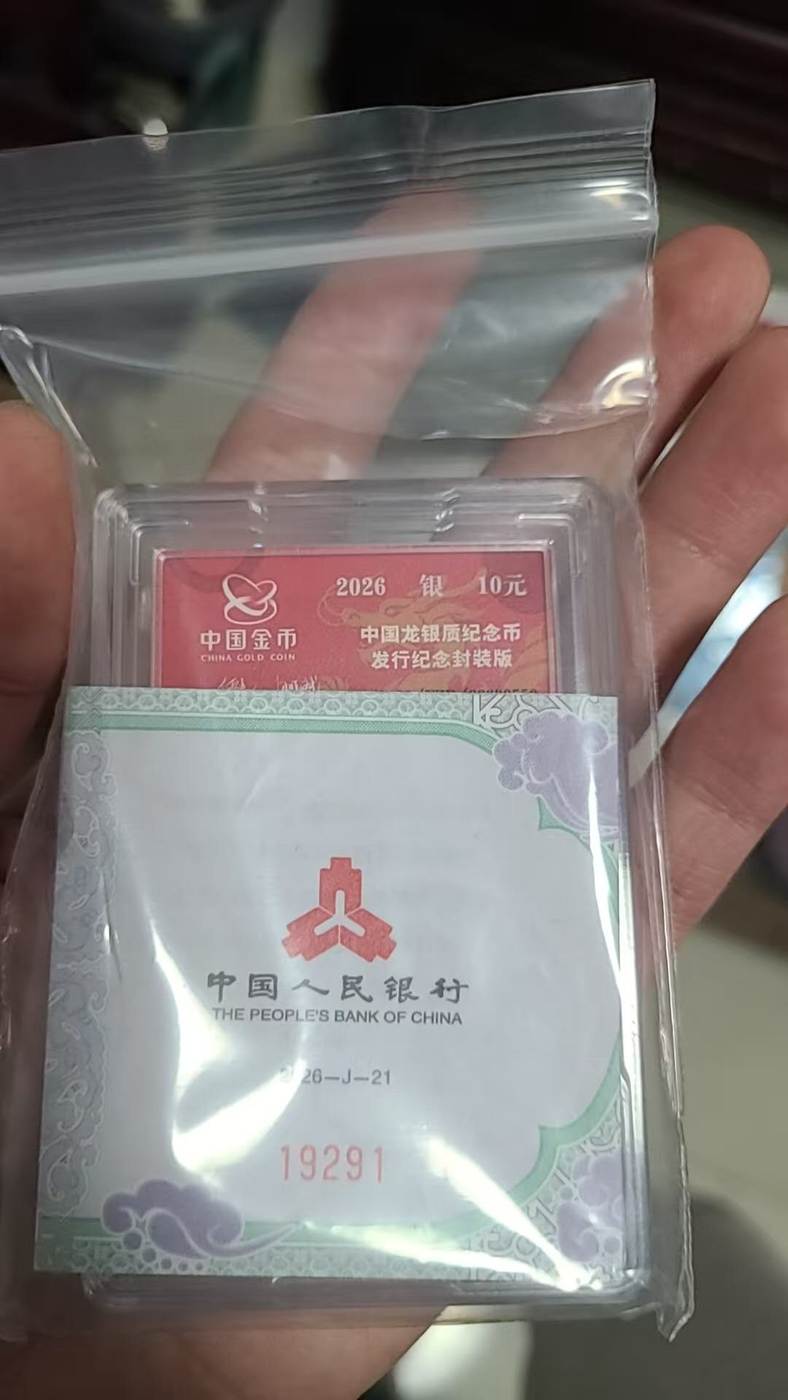 2026 银 10元
中国金币
CHINA GOLD COIN
中国龙银质纪念币
发行纪念封装版
中国人民银行
THE PEOPLE'S BANK OF CHINA
26-J-21
19291